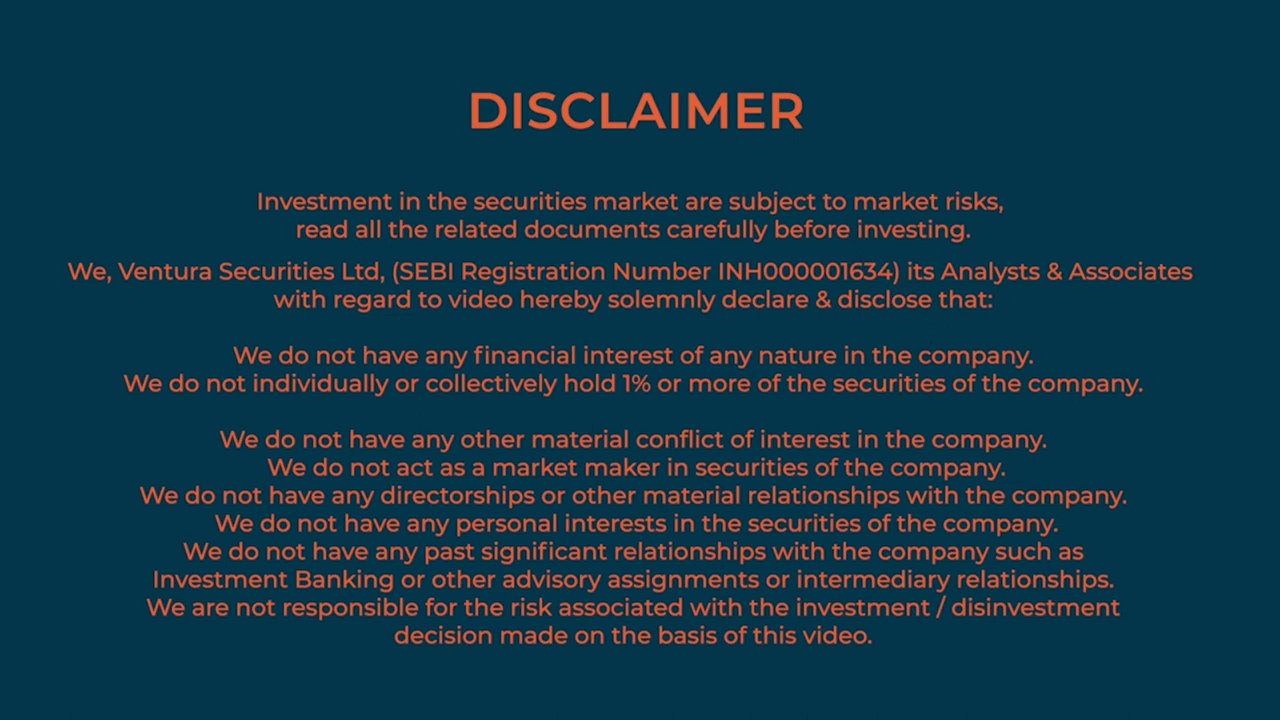 DISCLAIMER
Investment in the securities market are subject to market risks,
read all the related documents carefully before investing.
We, Ventura Securities Ltd, (SEBI Registration Number INH000001634) its Analysts & Associates
with regard to video hereby solemnly declare & disclose that:
We do not have any financial interest of any nature in the company.
We do not individually or collectively hold 1% or more of the securities of the company.
We do not have any other material conflict of interest in the company.
We do not act as a market maker in securities of the company.
We do not have any directorships or other material relationships with the company.
We do not have any personal interests in the securities of the company.
We do not have any past significant relationships with the company such as
Investment Banking or other advisory assignments or intermediary relationships.
We are not responsible for the risk associated with the investment / disinvestment
decision made on the basis of this video.